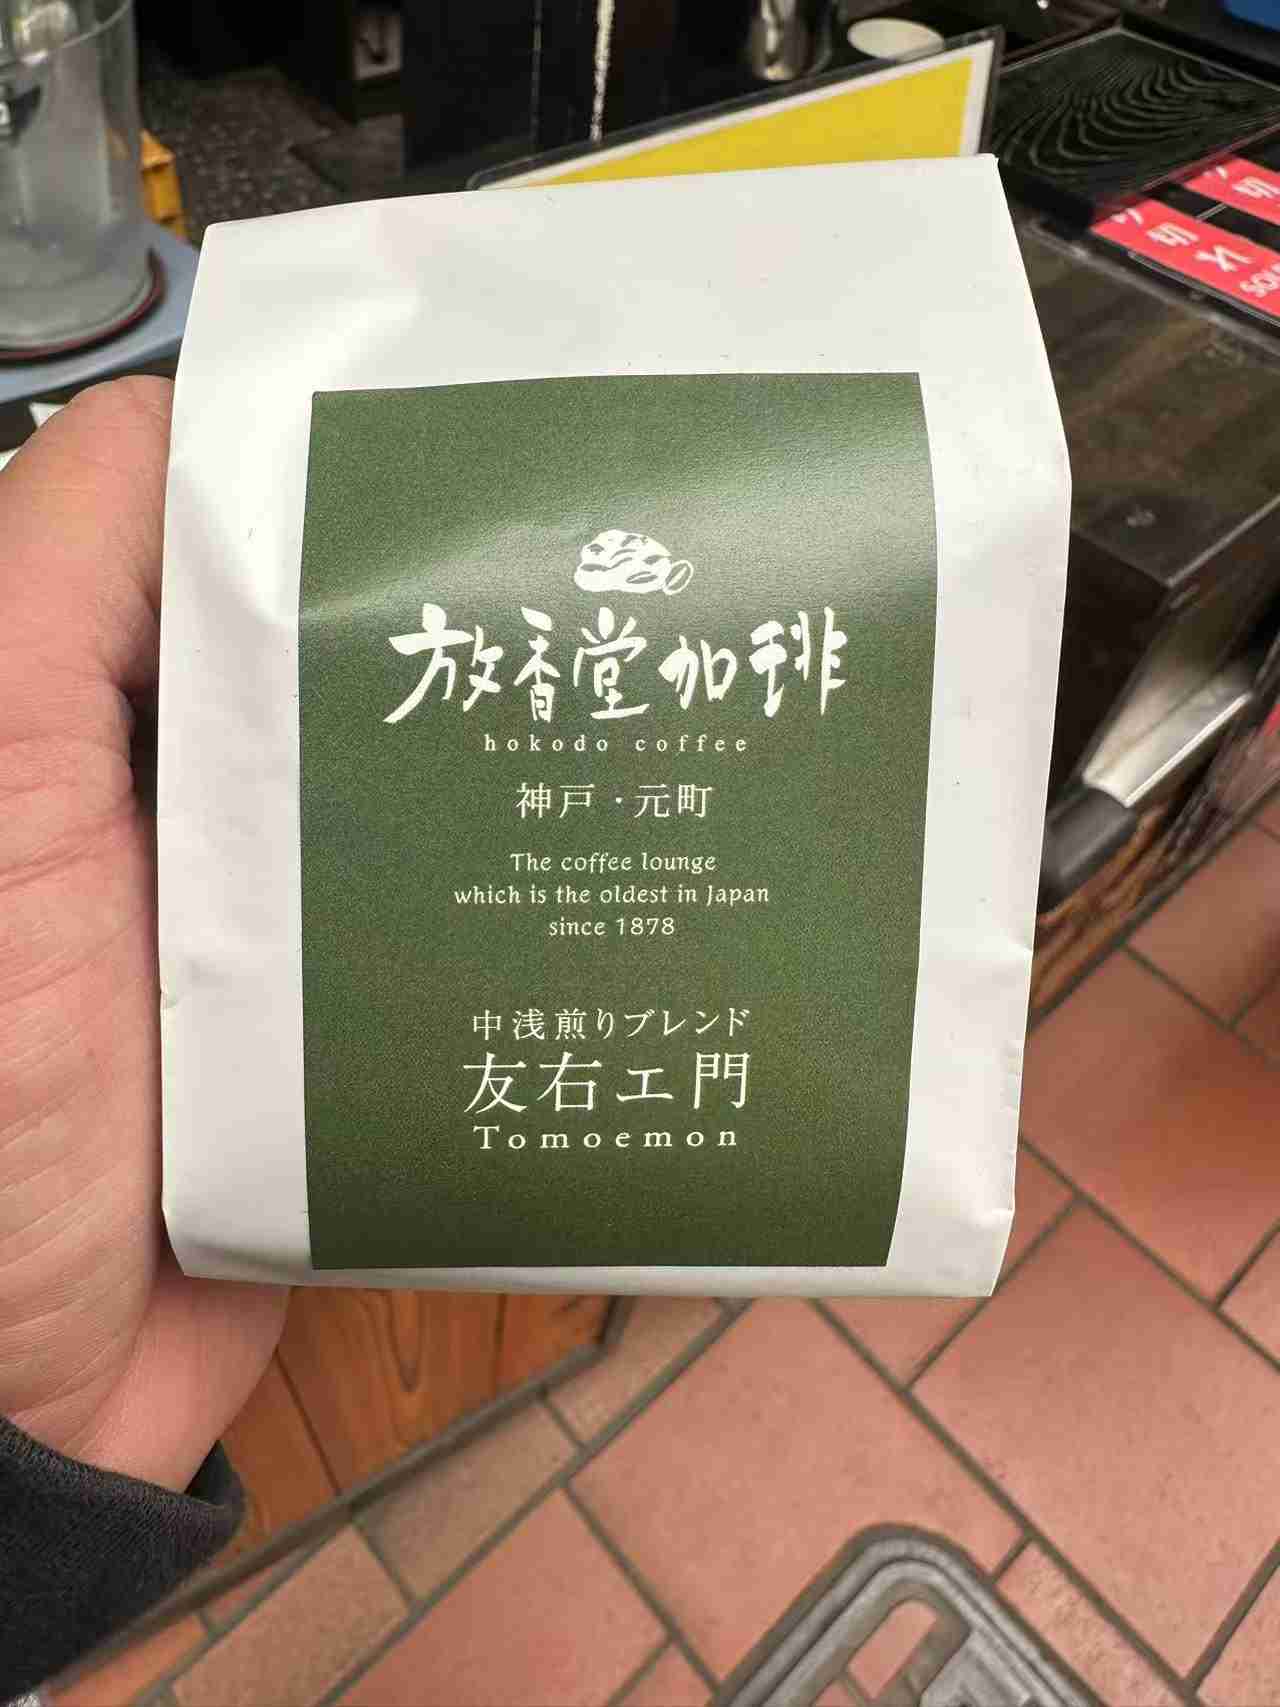 放香堂加琲
hokodo coffee
神戸・元町
The coffee lounge
which is the oldest in Japan
since 1878
中浅煎りブレンド
友右エ門
Tomoemon